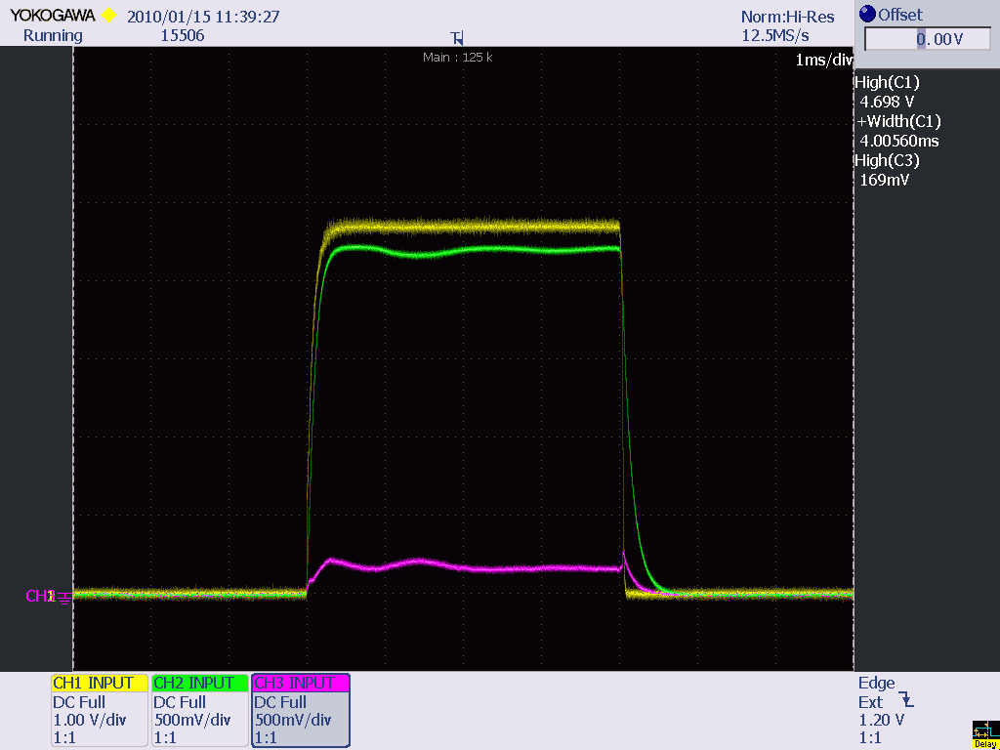 YOKOGAWA 2010/01/15 11:39:27
Running 15506
Norm:Hi-Res
12.5MS/s
Offset
0.00V
Main : 125 k
1ms/div
High(C1)
4.698 V
+Width(C1)
4.00560ms
High(C3)
169mV
CH1 INPUT
DC Full
1.00 V/div
1:1
CH2 INPUT
DC Full
500mV/div
1:1
CH3 INPUT
DC Full
500mV/div
1:1
Edge
Ext
1.20 V
1:1
Delay